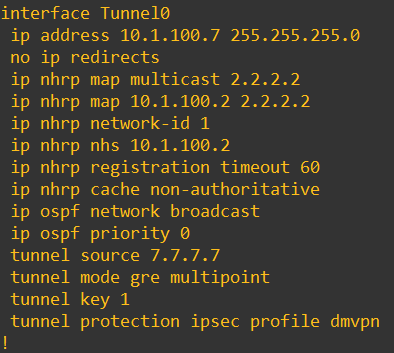 interface Tunnel0
ip address 10.1.100.7 255.255.255.0
no ip redirects
ip nhrp map multicast 2.2.2.2
ip nhrp map 10.1.100.2 2.2.2.2
ip nhrp network-id 1
ip nhrp nhs 10.1.100.2
ip nhrp registration timeout 60
ip nhrp cache non-authoritative
ip ospf network broadcast
ip ospf priority 0
tunnel source 7.7.7.7
tunnel mode gre multipoint
tunnel key 1
tunnel protection ipsec profile dmvpn
!